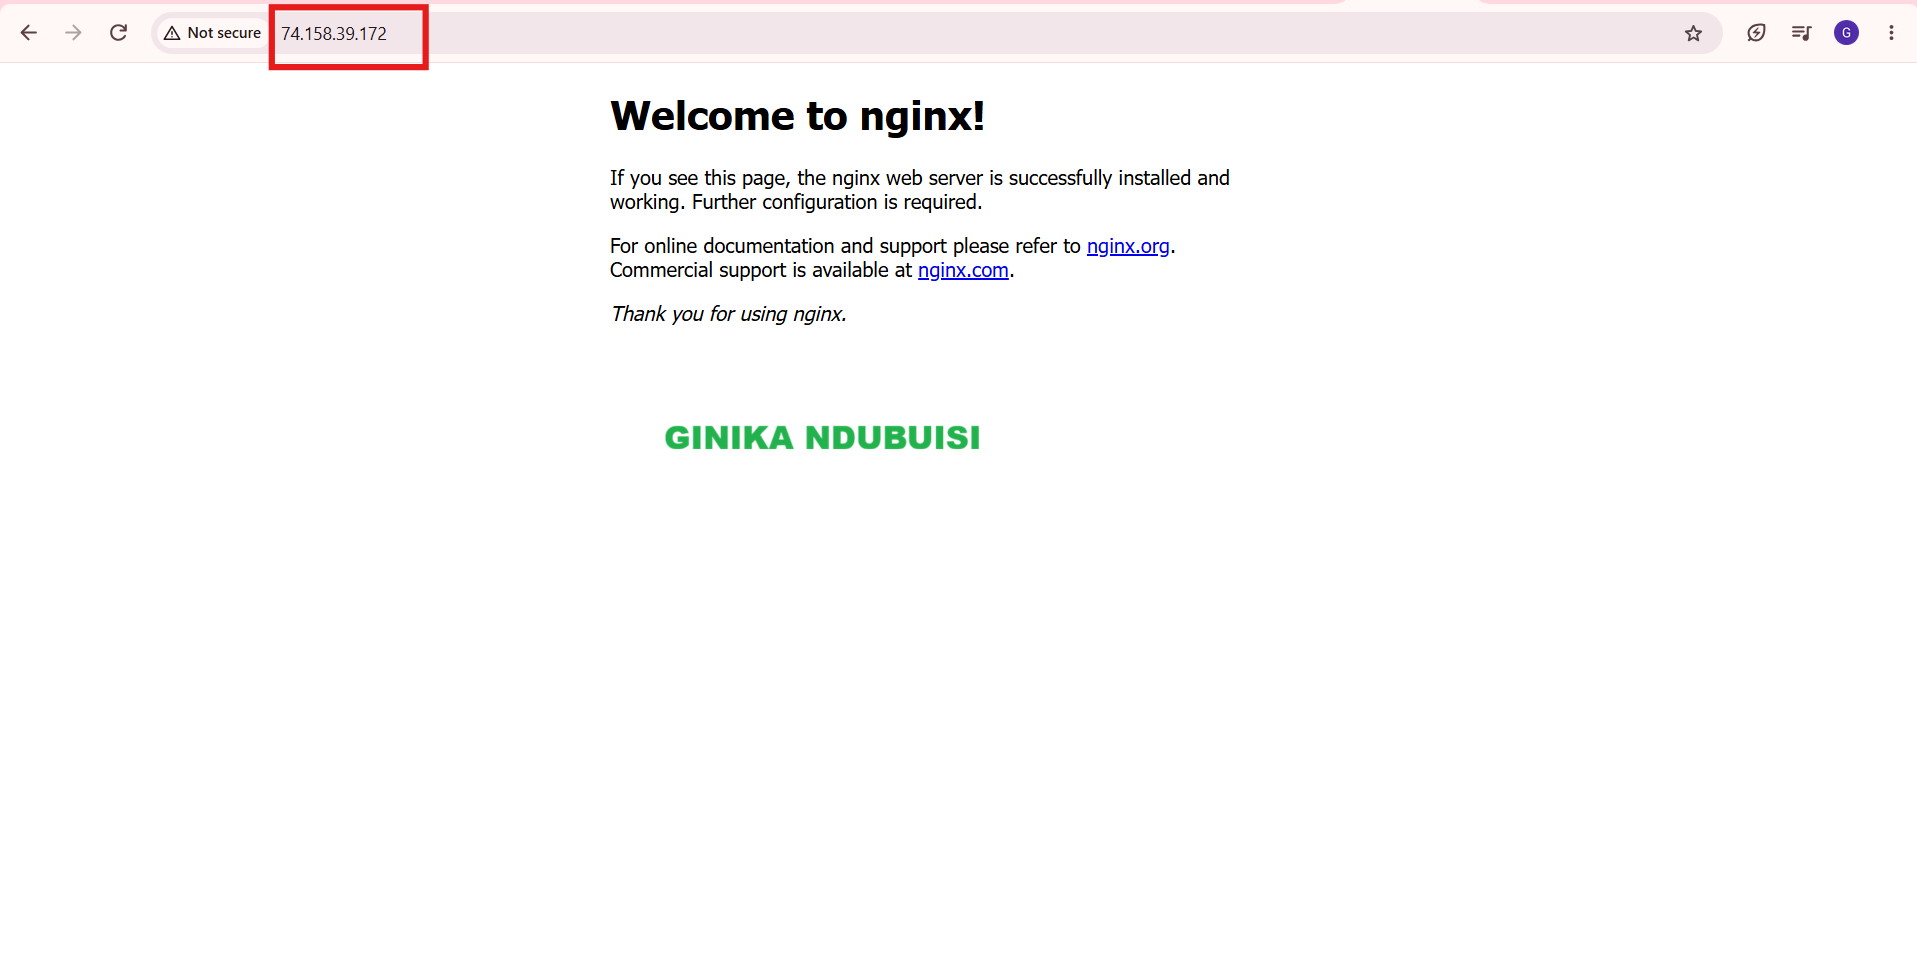 Not secure 74.158.39.172
G
Welcome to nginx!
If you see this page, the nginx web server is successfully installed and
working. Further configuration is required.
For online documentation and support please refer to nginx.org.
Commercial support is available at nginx.com.
Thank you for using nginx.
GINIKA NDUBUISI